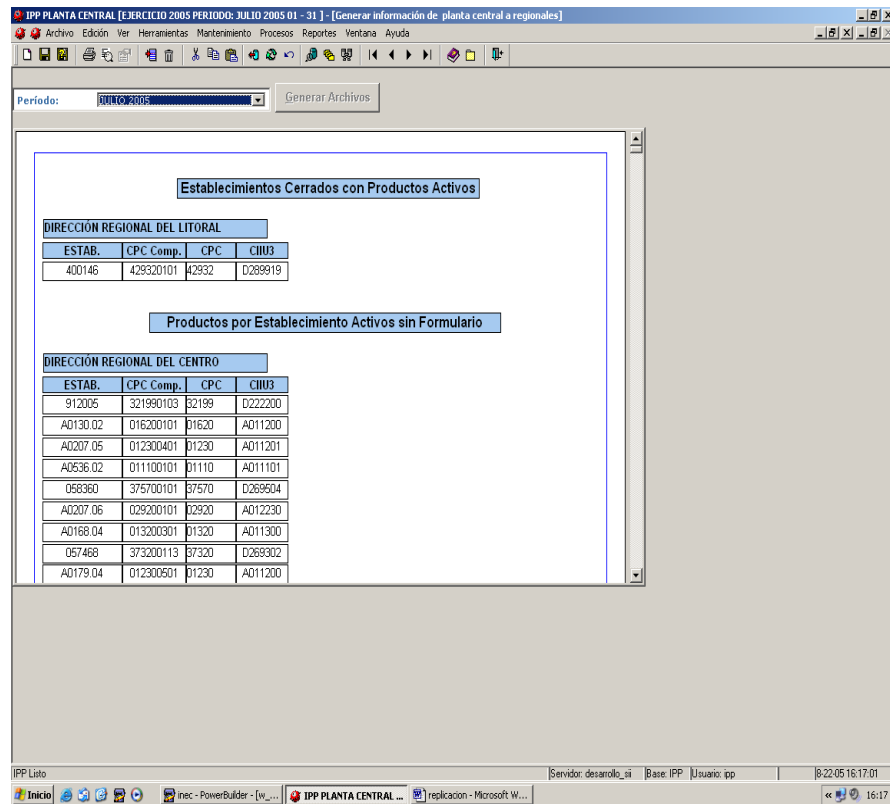 IPP PLANTA CENTRAL [EJERCICIO 2005 PERIODO: JULIO 2005 01 - 31 ] - [Generar información de planta central a regionales]
Archivo Edición Ver Herramientas Mantenimiento Procesos Reportes Ventana Ayuda
Período: JULIO 2005 Generar Archivos
Establecimientos Cerrados con Productos Activos
DIRECCIÓN REGIONAL DEL LITORAL
ESTAB. CPC Comp. CPC CIIU3
400146 429320101 42932 D289919
Productos por Establecimiento Activos sin Formulario
DIRECCIÓN REGIONAL DEL CENTRO
ESTAB. CPC Comp. CPC CIIU3
912005 321990103 32199 D222200
A0130.02 016200101 01620 A011200
A0207.05 012300401 01230 A011201
A0536.02 011100101 01110 A011101
058360 375700101 37570 D269504
A0207.06 029200101 02920 A012230
A0168.04 013200301 01320 A011300
057468 373200113 37320 D269302
A0179.04 012300501 01230 A011200
IPP Listo Servidor: desarrollo_sii Base: IPP Usuario: ipp 8-22-05 16:17:01
Inicio inec - PowerBuilder - [w_... IPP PLANTA CENTRAL ... replicacion - Microsoft W... « 16:17